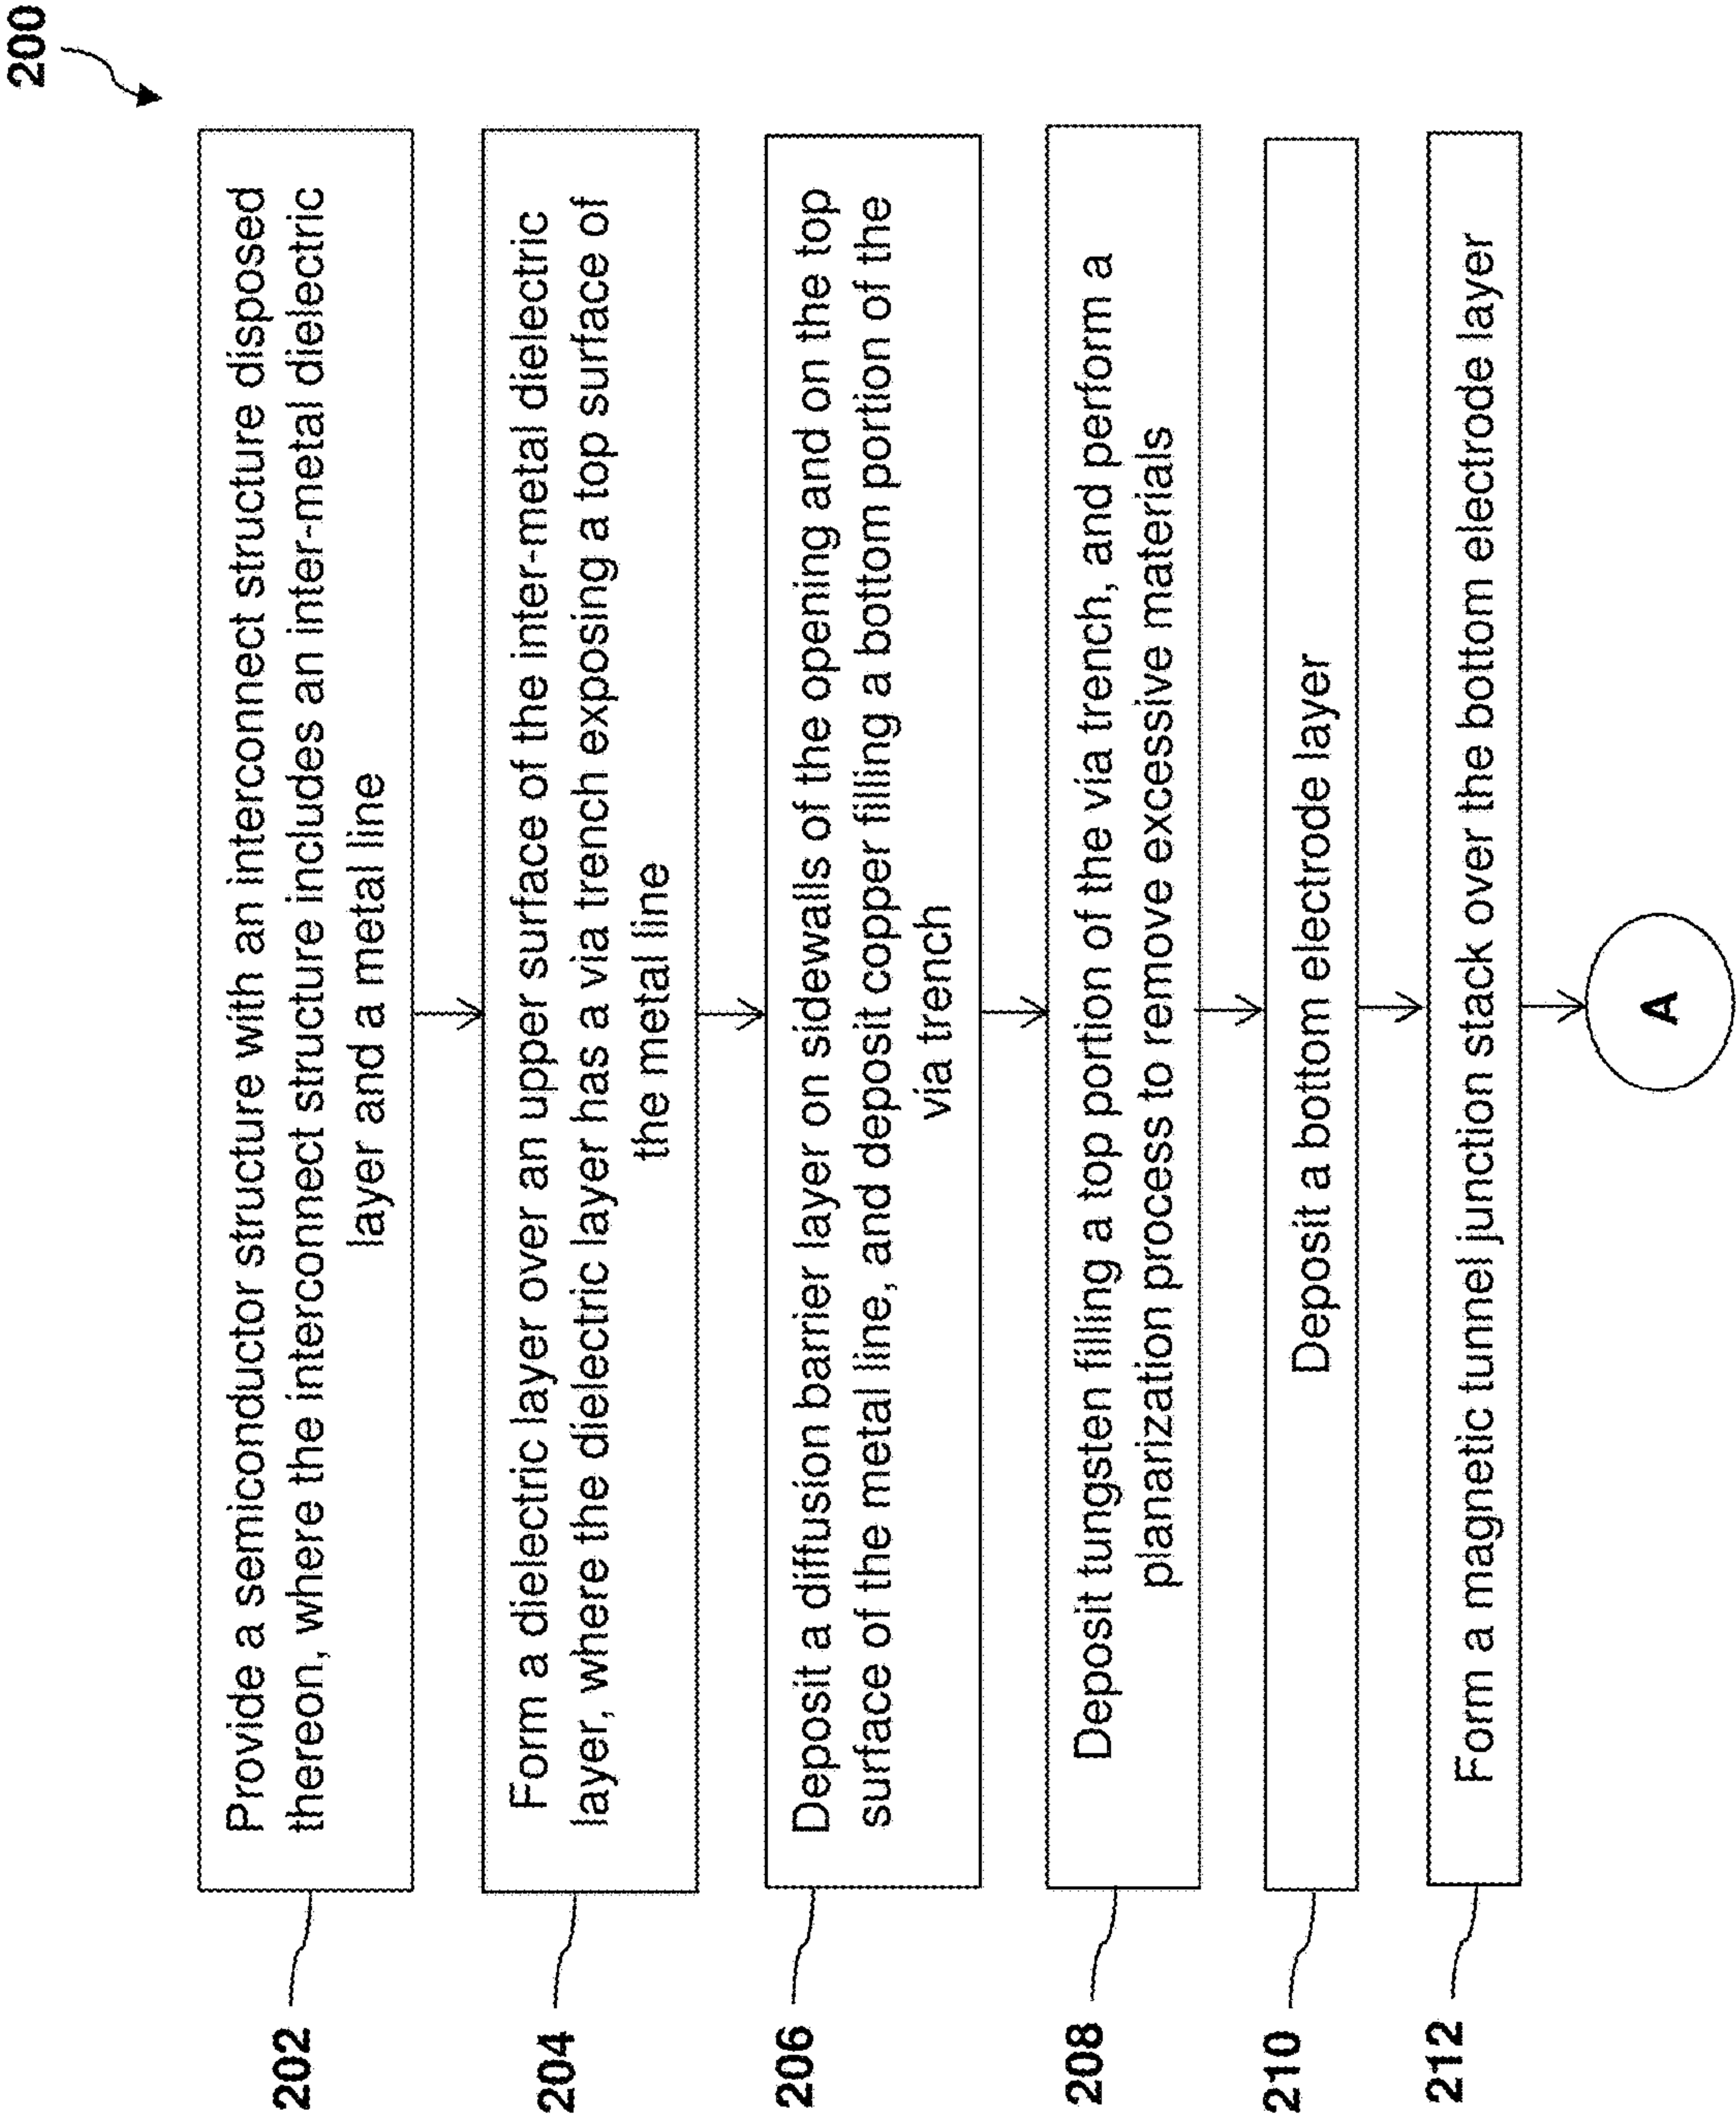 200
202
Provide a semiconductor structure with an interconnect structure disposed
thereon, where the interconnect structure includes an inter-metal dielectric
layer and a metal line
204
Form a dielectric layer over an upper surface of the inter-metal dielectric
layer, where the dielectric layer has a via trench exposing a top surface of
the metal line
206
Deposit a diffusion barrier layer on sidewalls of the opening and on the top
surface of the metal line, and deposit copper filling a bottom portion of the
via trench
208
Deposit tungsten filling a top portion of the via trench, and perform a
planarization process to remove excessive materials
210
Deposit a bottom electrode layer
212
Form a magnetic tunnel junction stack over the bottom electrode layer
A